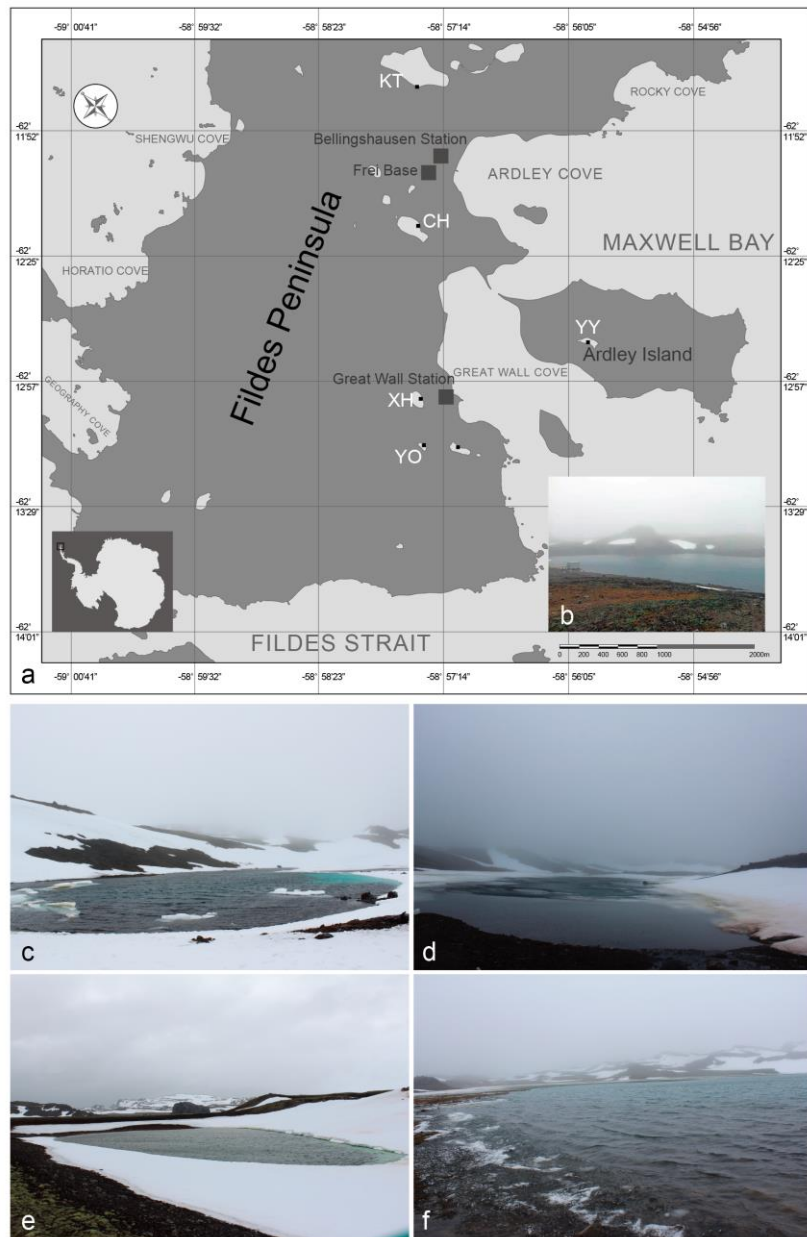 -59° 00'41" -58° 59'32" -58° 58'23" -58° 57'14" -58° 56'05" -58° 54'56"
KT
ROCKY COVE
-62° 11'52"
-62° 11'52"
SHENGWU COVE
Bellingshausen Station
Frei Base
ARDLEY COVE
CH
MAXWELL BAY
-62° 12'25"
-62° 12'25"
HORATIO COVE
Fildes Peninsula
YY
Ardley Island
-62° 12'57"
-62° 12'57"
Great Wall Station
GREAT WALL COVE
GEOGRAPHY COVE
XH
YO
-62° 13'29"
-62° 13'29"
b
-62° 14'01"
-62° 14'01"
FILDES STRAIT
0 200 400 600 800 1000 2000m
a
-59° 00'41" -58° 59'32" -58° 58'23" -58° 57'14" -58° 56'05" -58° 54'56"
c
d
e
f